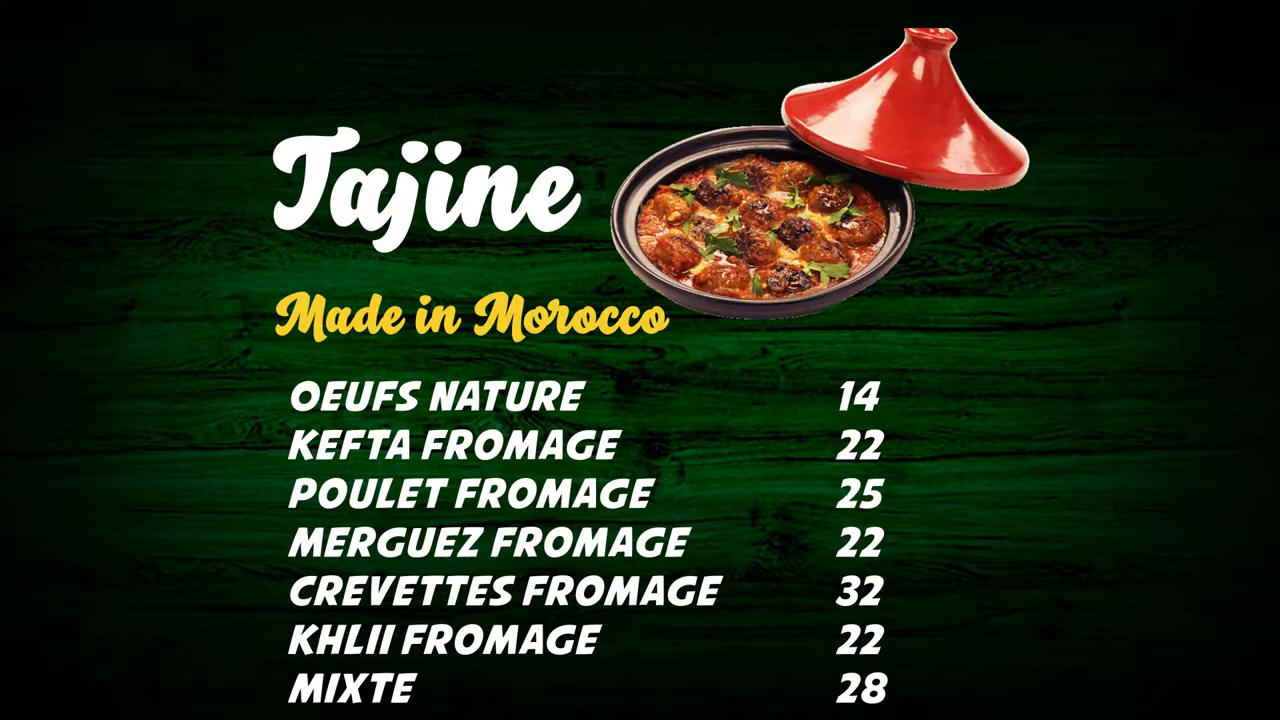 Tajine
Made in Morocco
OEUFS NATURE 14
KEFTA FROMAGE 22
POULET FROMAGE 25
MERGUEZ FROMAGE 22
CREVETTES FROMAGE 32
KHLII FROMAGE 22
MIXTE 28